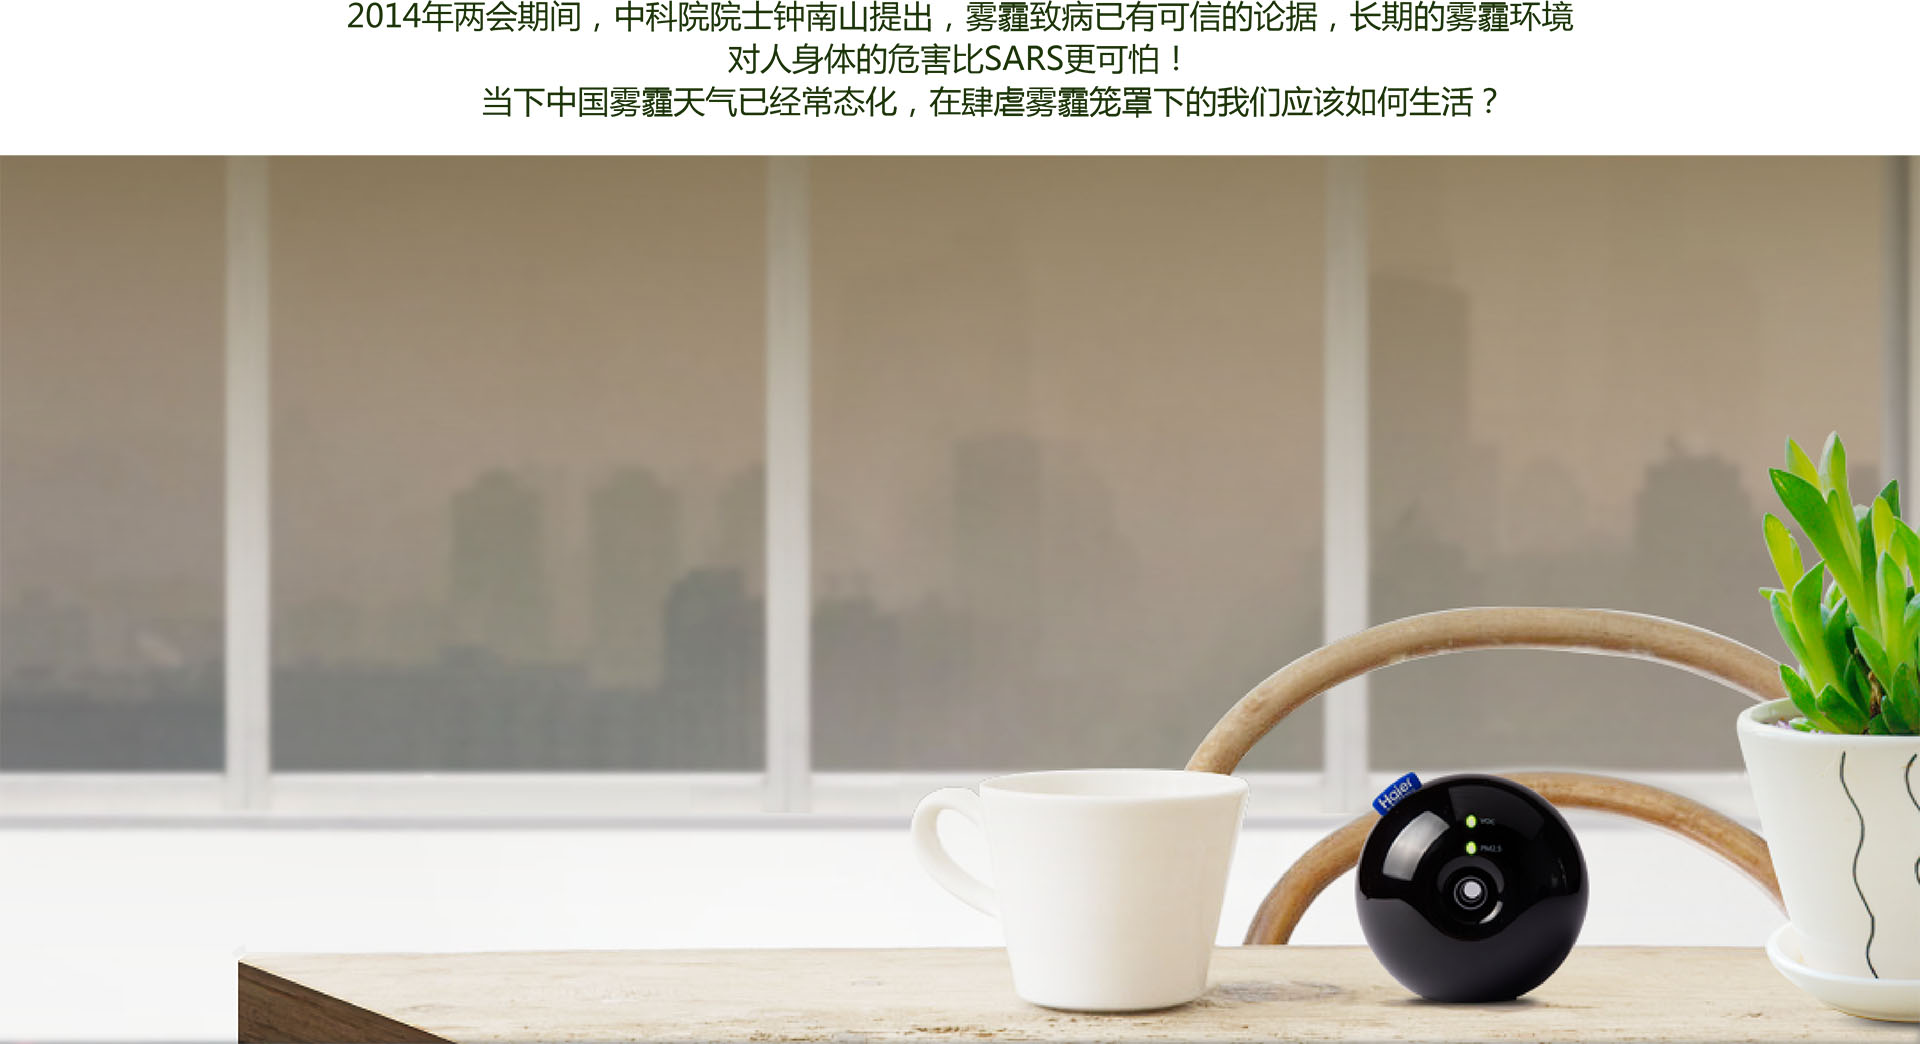 2014年两会期间，中科院院士钟南山提出，雾霾致病已有可信的论据，长期的雾霾环境
对人身体的危害比SARS更可怕！
当下中国雾霾天气已经常态化，在肆虐雾霾笼罩下的我们应该如何生活？
Haier
VOC
PM2.5